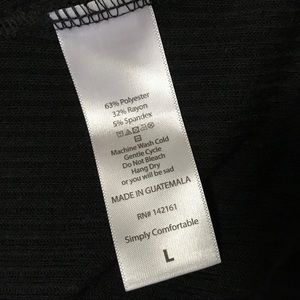 63% Polyester
32% Rayon
5% Spandex
Machine Wash Cold
Gentle Cycle
Do Not Bleach
Hang Dry
or you will be sad
MADE IN GUATEMALA
RN# 142161
Simply Comfortable
L